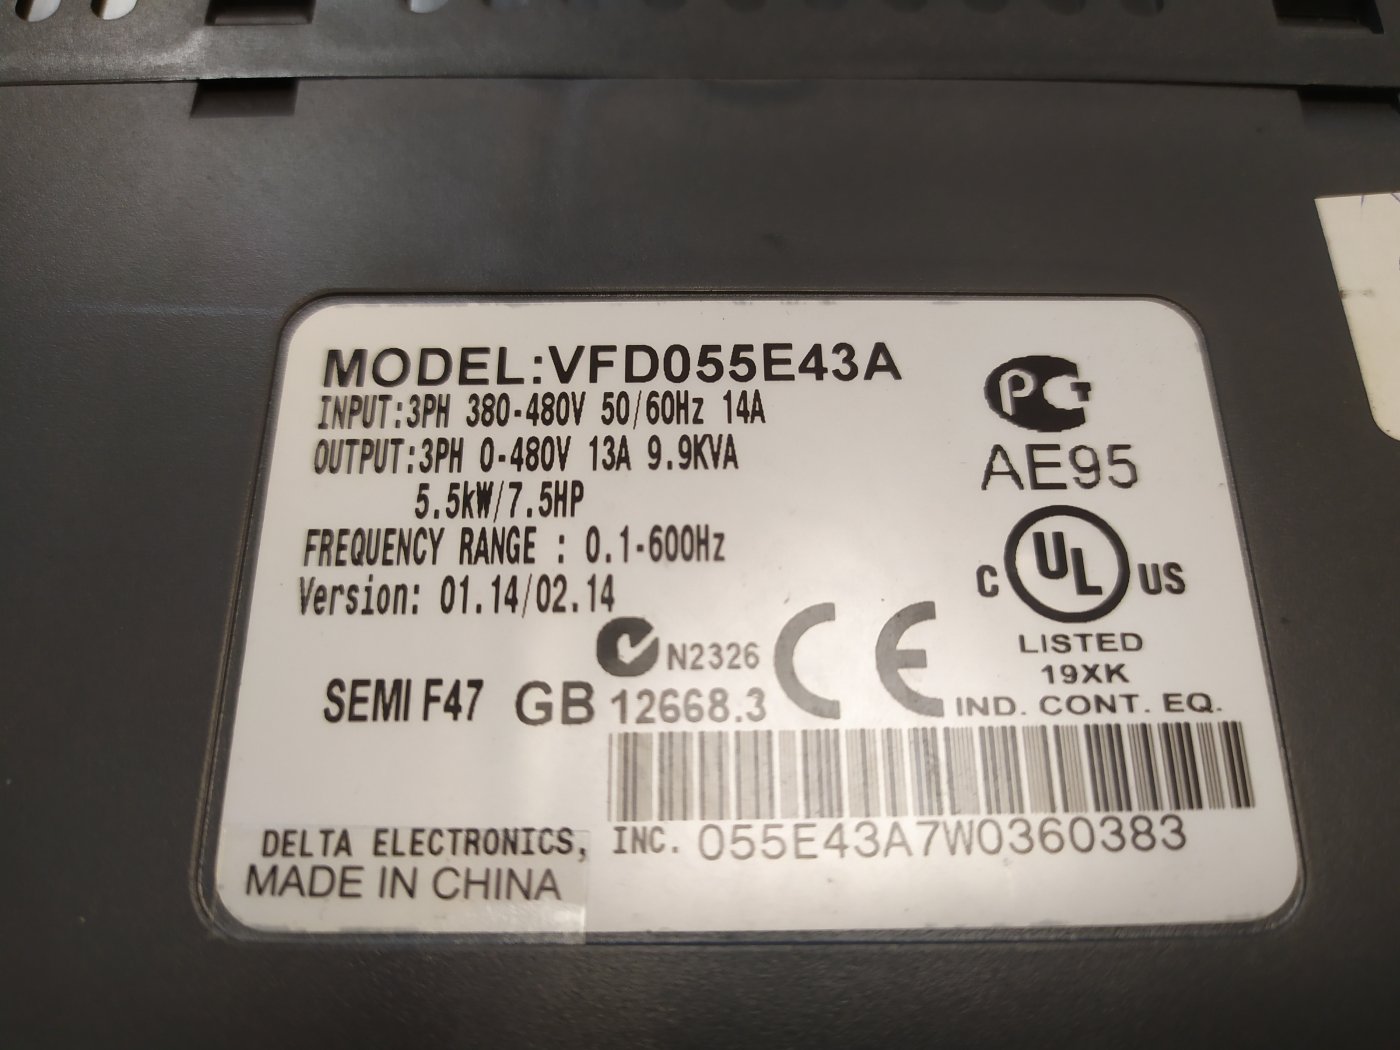 MODEL:VFD055E43A
INPUT:3PH 380-480V 50/60Hz 14A
OUTPUT:3PH 0-480V 13A 9.9KVA
5.5kW/7.5HP
FREQUENCY RANGE : 0.1-600Hz
Version: 01.14/02.14
PCT
AE95
C UL US
LISTED
19XK
IND. CONT. EQ.
N2326
CE
SEMI F47 GB 12668.3
DELTA ELECTRONICS, INC. 055E43A7W0360383
MADE IN CHINA